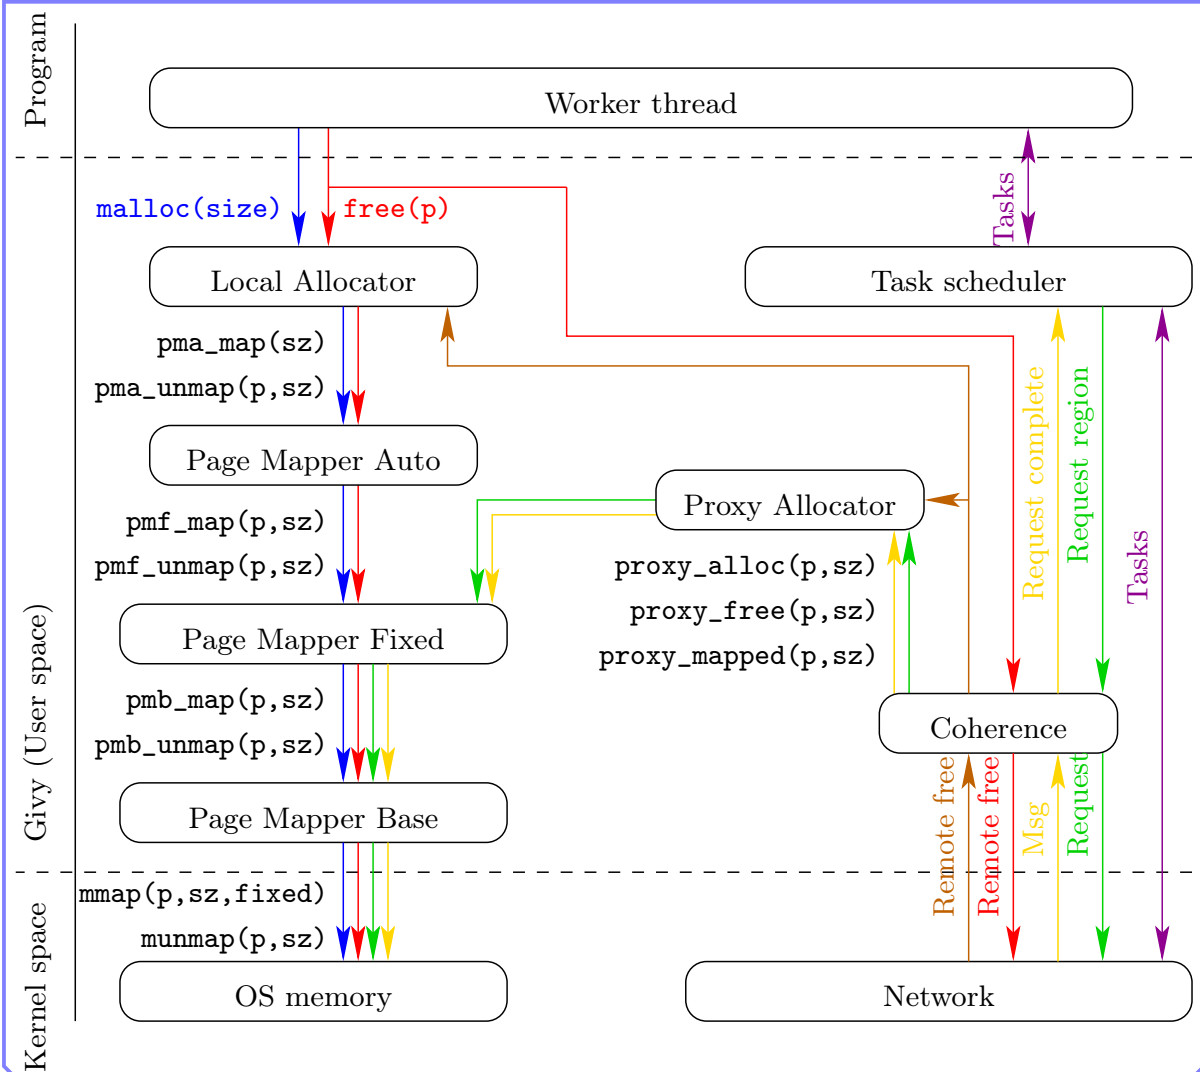 Program
Worker thread
malloc(size)
free(p)
Tasks
Local Allocator
Task scheduler
pma_map(sz)
pma_unmap(p,sz)
Request complete
Request region
Page Mapper Auto
Proxy Allocator
pmf_map(p,sz)
pmf_unmap(p,sz)
proxy_alloc(p,sz)
proxy_free(p,sz)
proxy_mapped(p,sz)
Tasks
Givy (User space)
Page Mapper Fixed
pmb_map(p,sz)
pmb_unmap(p,sz)
Coherence
Page Mapper Base
Remote free
Remote free
Msg
Request
Kernel space
mmap(p,sz,fixed)
munmap(p,sz)
OS memory
Network